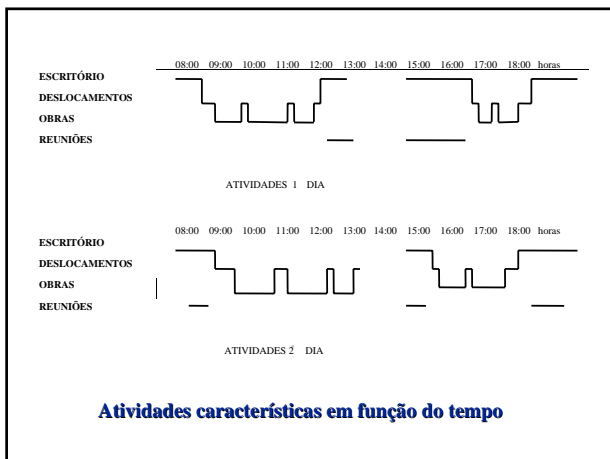 08:00 09:00 10:00 11:00 12:00 13:00 14:00 15:00 16:00 17:00 18:00 horas
ESCRITÓRIO
DESLOCAMENTOS
OBRAS
REUNIÕES
ATIVIDADES 1 DIA
08:00 09:00 10:00 11:00 12:00 13:00 14:00 15:00 16:00 17:00 18:00 horas
ESCRITÓRIO
DESLOCAMENTOS
OBRAS
REUNIÕES
ATIVIDADES 2 DIA
Atividades características em função do tempo